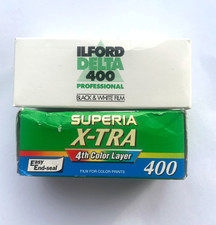 ILFORD
DELTA
400
PROFESSIONAL
BLACK & WHITE FILM
SUPERIA
X-TRA
4th Color Layer
Easy
End-seal
400
FILM FOR COLOR PRINTS